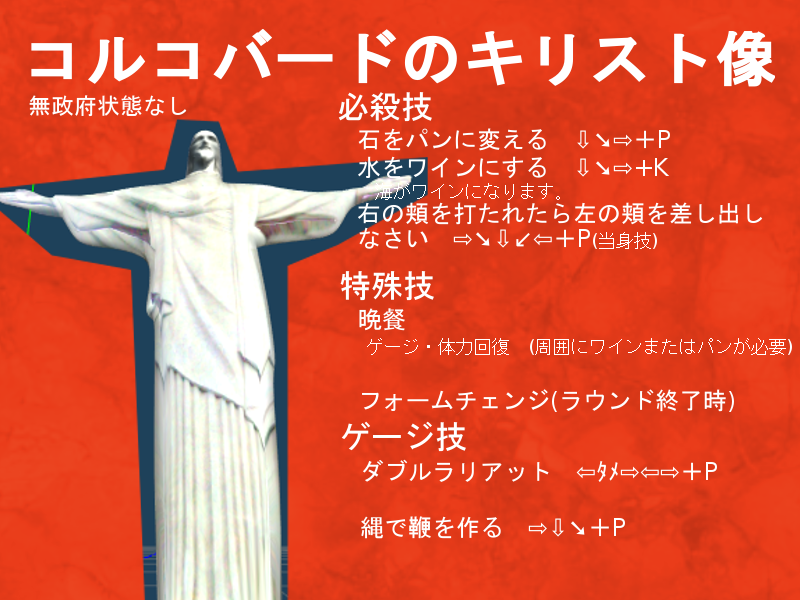 コルコバードのキリスト像
無政府状態なし
必殺技
石をパンに変える ⇩➘⇨＋P
水をワインにする ⇩➘⇨+K
海がワインになります。
右の頬を打たれたら左の頬を差し出し
なさい ⇨➘⇩↙⇦＋P(当身技)
特殊技
晩餐
ゲージ・体力回復 (周囲にワインまたはパンが必要)
フォームチェンジ(ラウンド終了時)
ゲージ技
ダブルラリアット ⇦ﾀﾒ⇨⇦⇨＋P
縄で鞭を作る ⇨⇩➘＋P